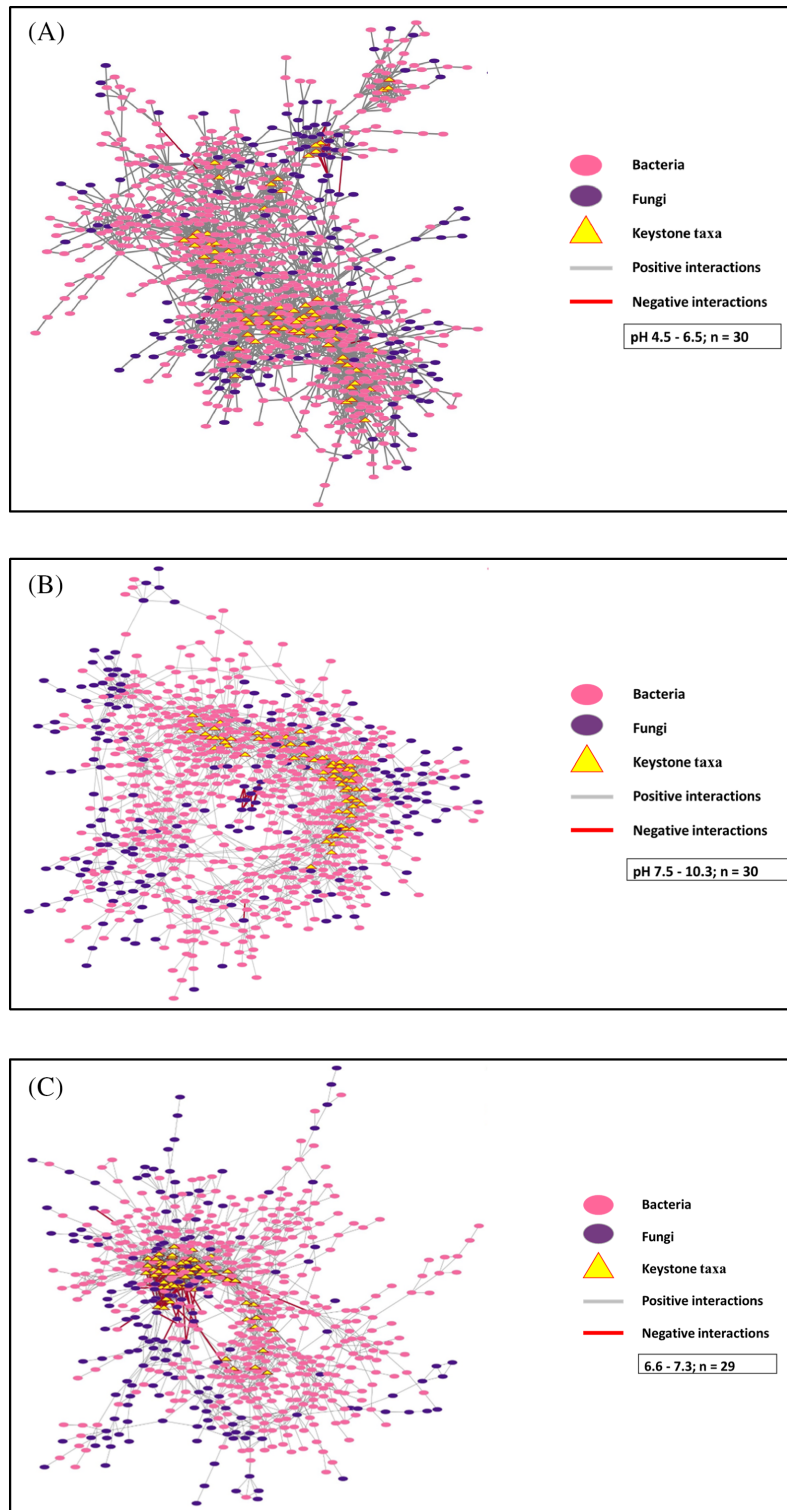 (A)
Bacteria
Fungi
Keystone taxa
Positive interactions
Negative interactions
pH 4.5 - 6.5; n = 30
(B)
Bacteria
Fungi
Keystone taxa
Positive interactions
Negative interactions
pH 7.5 - 10.3; n = 30
(C)
Bacteria
Fungi
Keystone taxa
Positive interactions
Negative interactions
6.6 - 7.3; n = 29